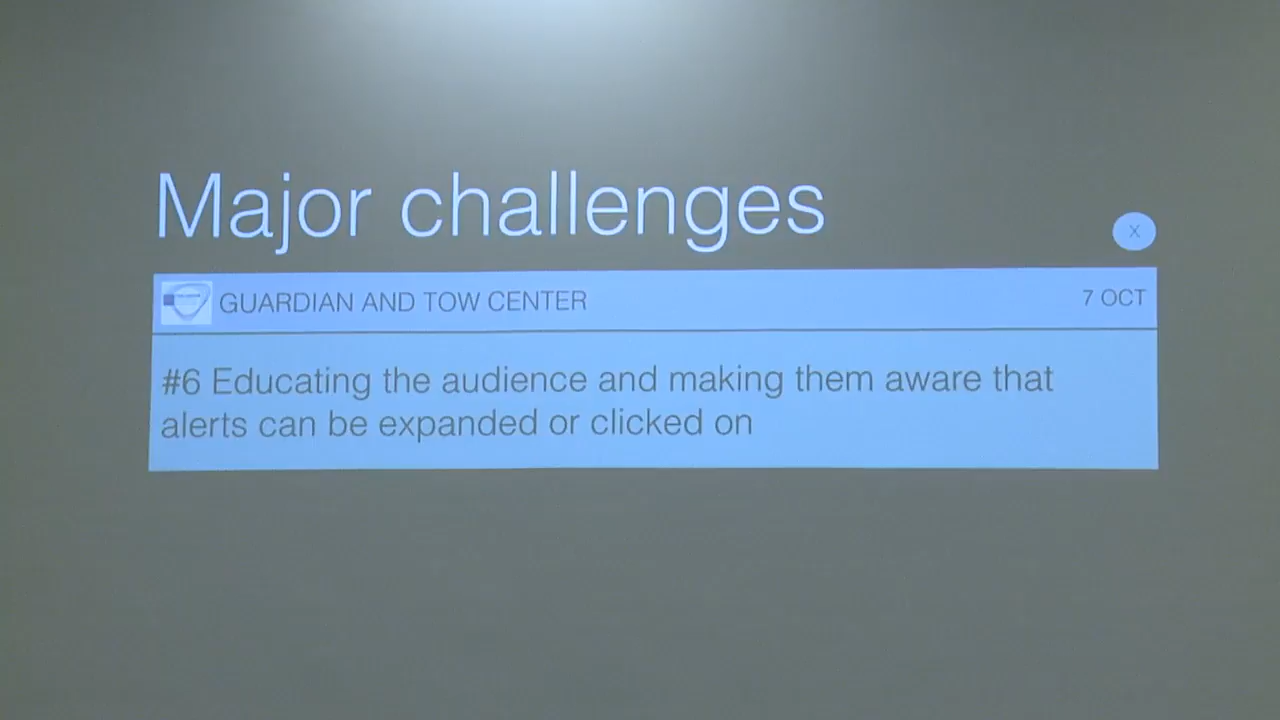 Major challenges
X
GUARDIAN AND TOW CENTER
7 OCT
#6 Educating the audience and making them aware that
alerts can be expanded or clicked on